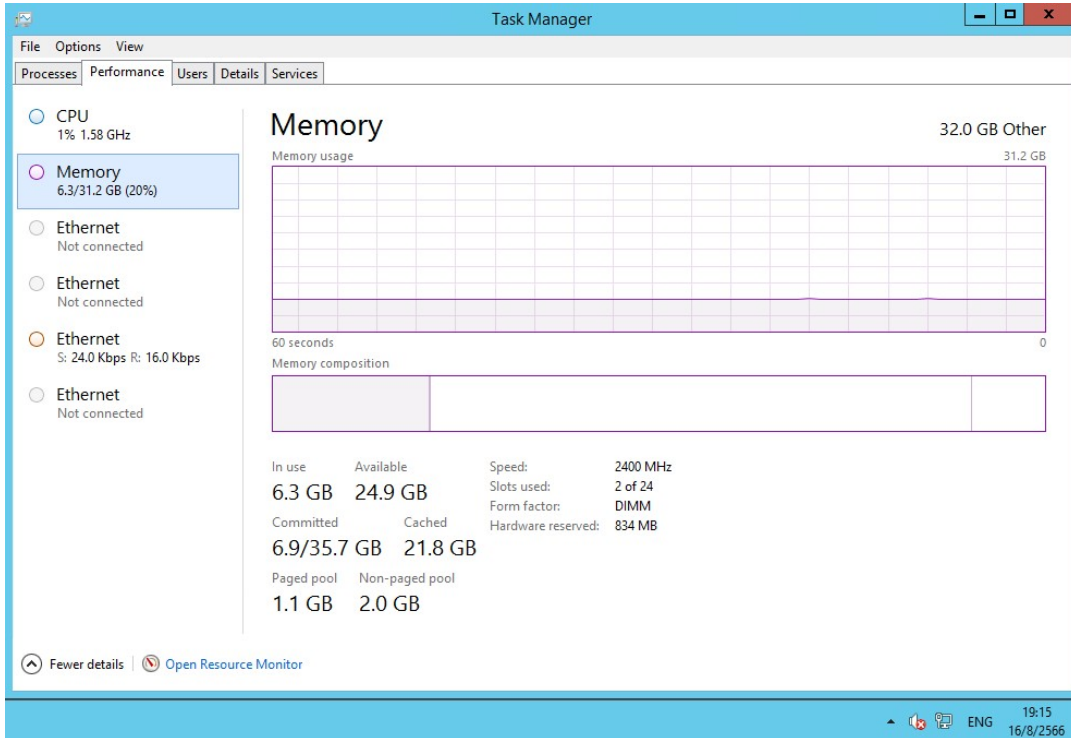 Task Manager
File Options View
Processes Performance Users Details Services
CPU
1% 1.58 GHz
Memory
6.3/31.2 GB (20%)
Ethernet
Not connected
Ethernet
Not connected
Ethernet
S: 24.0 Kbps R: 16.0 Kbps
Ethernet
Not connected
Memory 32.0 GB Other
Memory usage 31.2 GB
60 seconds 0
Memory composition
In use Available
6.3 GB 24.9 GB
Committed Cached
6.9/35.7 GB 21.8 GB
Paged pool Non-paged pool
1.1 GB 2.0 GB
Speed: 2400 MHz
Slots used: 2 of 24
Form factor: DIMM
Hardware reserved: 834 MB
Fewer details Open Resource Monitor
ENG 19:15
16/8/2566